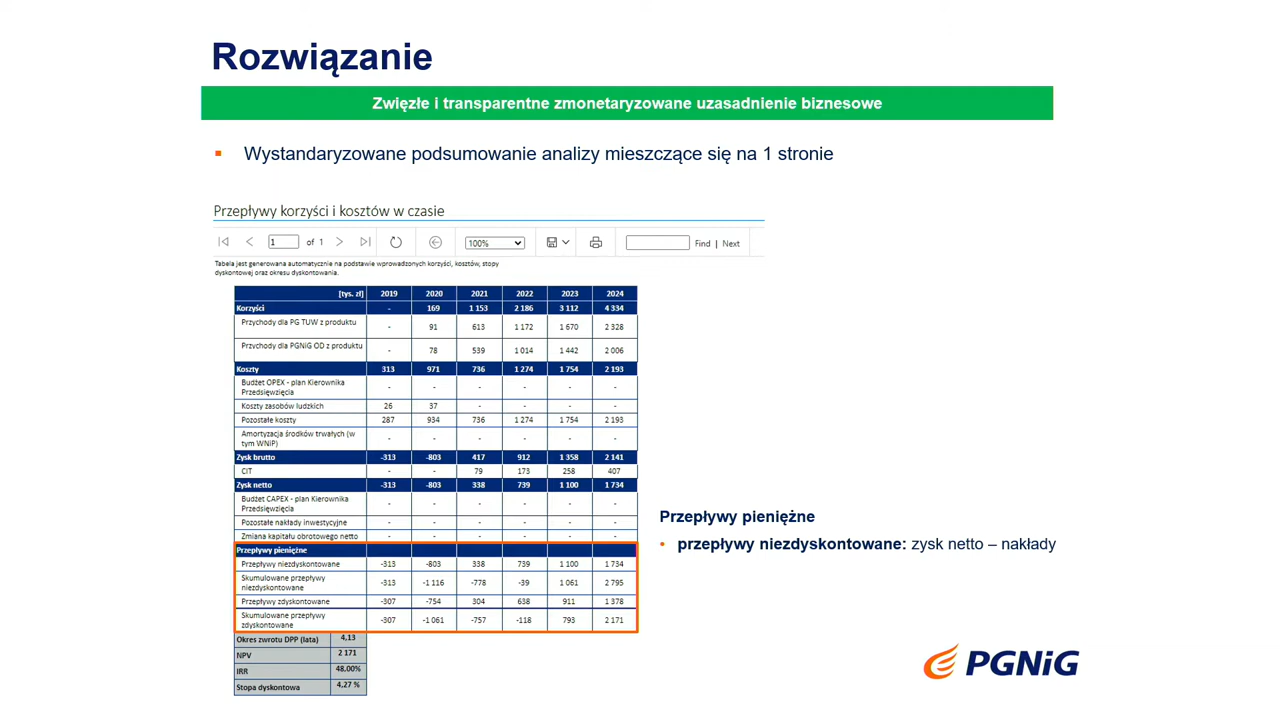 Rozwiązanie
Zwięzłe i transparentne zmonetaryzowane uzasadnienie biznesowe
Wystandaryzowane podsumowanie analizy mieszczące się na 1 stronie
Przepływy korzyści i kosztów w czasie
1 of 1 100% Find | Next
Tabela jest generowana automatycznie na podstawie wprowadzonych korzyści, kosztów, stopy
dyskontowej oraz okresu dyskontowania.
[tys. zł] 2019 2020 2021 2022 2023 2024
Korzyści - 169 1 153 2 186 3 112 4 334
Przychody dla PG TUW z produktu - 91 613 1 172 1 670 2 328
Przychody dla PGNiG OD z produktu - 78 539 1 014 1 442 2 006
Koszty 313 971 736 1 274 1 754 2 193
Budżet OPEX - plan Kierownika
Przedsięwzięcia - - - - - -
Koszty zasobów ludzkich 26 37 - - - -
Pozostałe koszty 287 934 736 1 274 1 754 2 193
Amortyzacja środków trwałych (w
tym WNiP) - - - - - -
Zysk brutto -313 -803 417 912 1 358 2 141
CIT - - 79 173 258 407
Zysk netto -313 -803 338 739 1 100 1 734
Budżet CAPEX - plan Kierownika
Przedsięwzięcia - - - - - -
Pozostałe nakłady inwestycyjne - - - - - -
Zmiana kapitału obrotowego netto - - - - - -
Przepływy pieniężne
Przepływy niezdyskontowane -313 -803 338 739 1 100 1 734
Skumulowane przepływy
niezdyskontowane -313 -1 116 -778 -39 1 061 2 795
Przepływy zdyskontowane -307 -754 304 638 911 1 378
Skumulowane przepływy
zdyskontowane -307 -1 061 -757 -118 793 2 171
Okres zwrotu DPP (lata) 4,13
NPV 2 171
IRR 48,00%
Stopa dyskontowa 4,27 %
Przepływy pieniężne
przepływy niezdyskontowane: zysk netto – nakłady
PGNiG